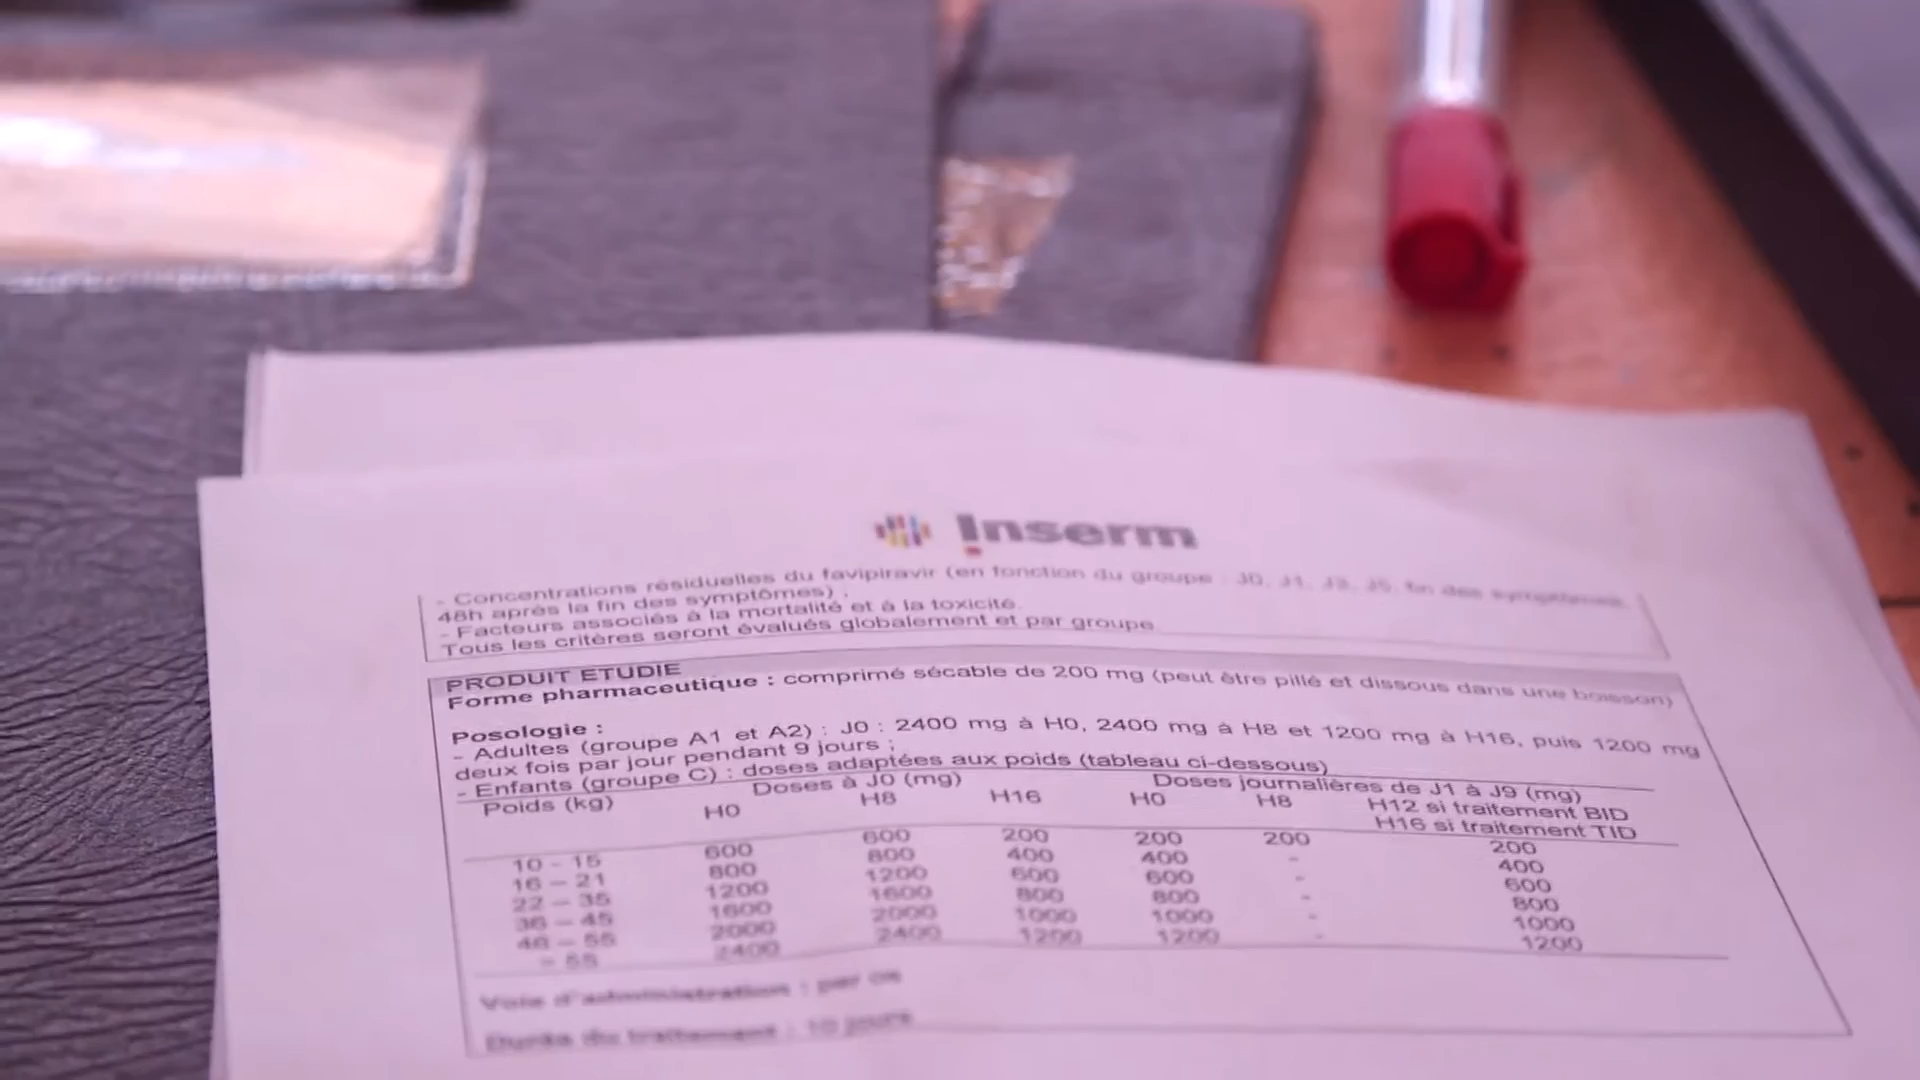 Inserm
- Concentrations résiduelles du favipiravir (en fonction du groupe : J0, J1, J3, J5, fin des symptômes,
48h après la fin des symptômes) ;
- Facteurs associés à la mortalité et à la toxicité.
Tous les critères seront évalués globalement et par groupe
PRODUIT ETUDIE
Forme pharmaceutique : comprimé sécable de 200 mg (peut être pillé et dissous dans une boisson)
Posologie :
- Adultes (groupe A1 et A2) : J0 : 2400 mg à H0, 2400 mg à H8 et 1200 mg à H16, puis 1200 mg
deux fois par jour pendant 9 jours ;
- Enfants (groupe C) : doses adaptées aux poids (tableau ci-dessous)
Doses à J0 (mg) Doses journalières de J1 à J9 (mg)
Poids (kg) H0 H8 H16 H0 H8 H12 si traitement BID
H16 si traitement TID
10 – 15 600 600 200 200 200 200
16 – 21 800 800 400 400 - 400
22 – 35 1200 1200 600 600 - 600
36 – 45 1600 1600 800 800 - 800
46 – 55 2000 2000 1000 1000 - 1000
55 2400 2400 1200 1200 - 1200
Voie d'administration : per os
Durée du traitement : 10 jours